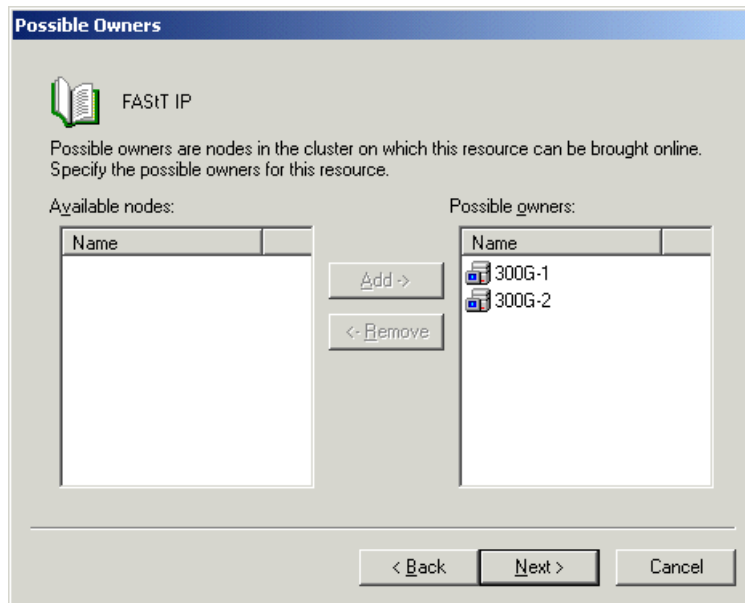 Possible Owners
FAStT IP
Possible owners are nodes in the cluster on which this resource can be brought online.
Specify the possible owners for this resource.
Available nodes:
Possible owners:
Name
Name
300G-1
300G-2
Add ->
<- Remove
< Back
Next >
Cancel